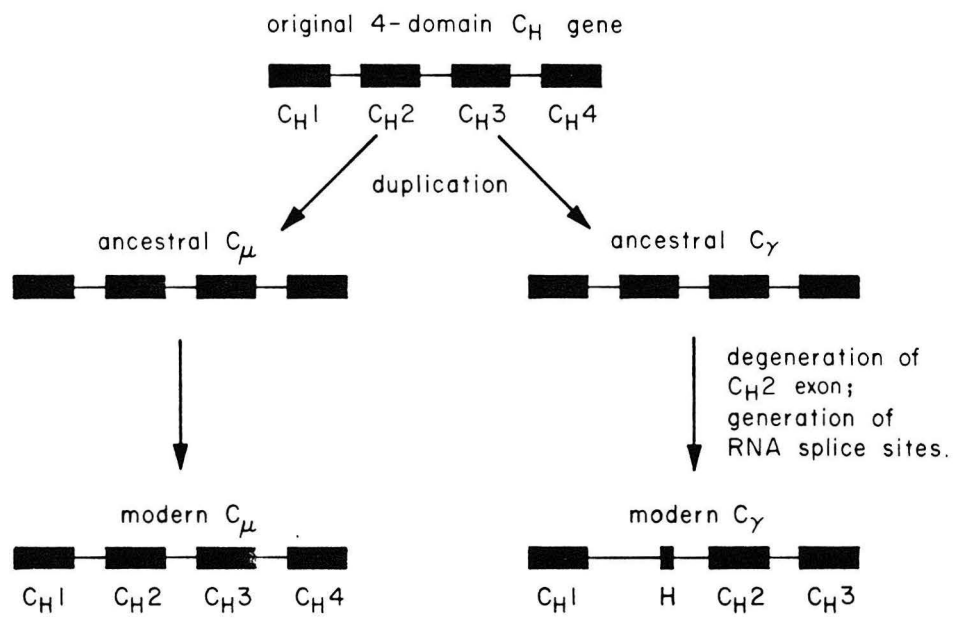 original 4-domain C_H gene
C_H1 C_H2 C_H3 C_H4
duplication
ancestral C_μ ancestral C_γ
degeneration of
C_H2 exon;
generation of
RNA splice sites.
modern C_μ modern C_γ
C_H1 C_H2 C_H3 C_H4 C_H1 H C_H2 C_H3